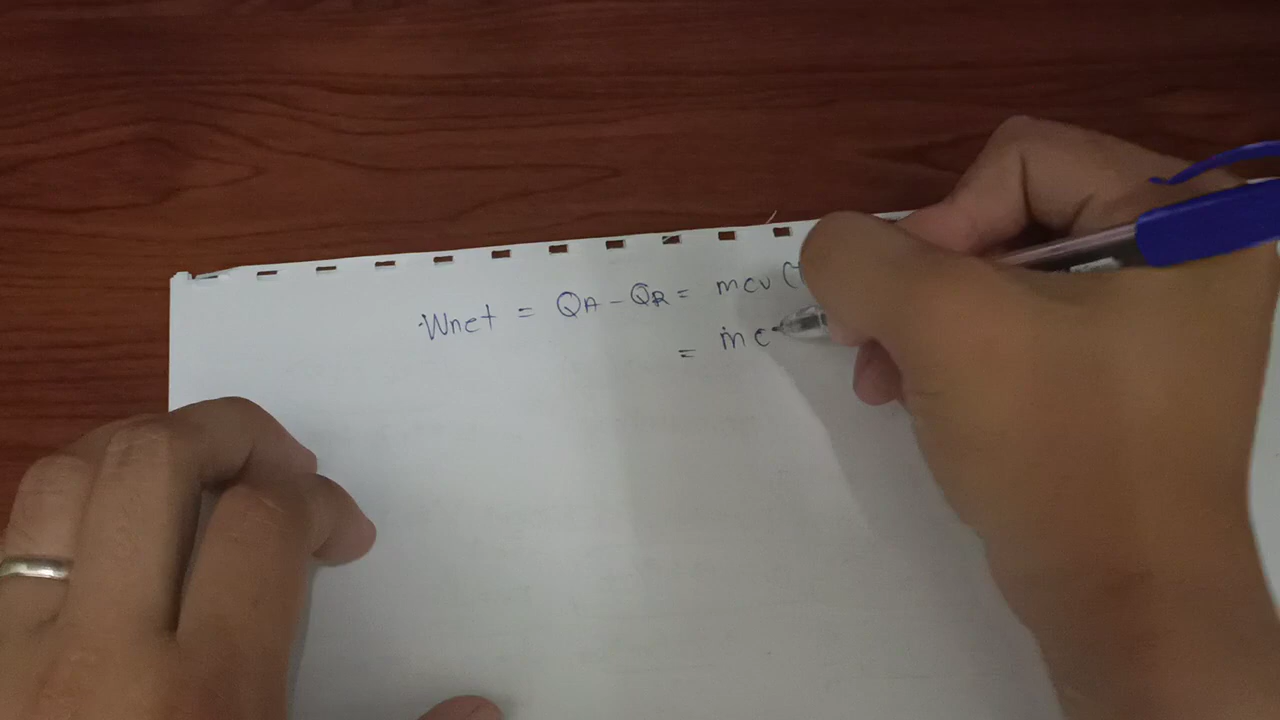 Wnet = QA - QR = mcv (
= mc